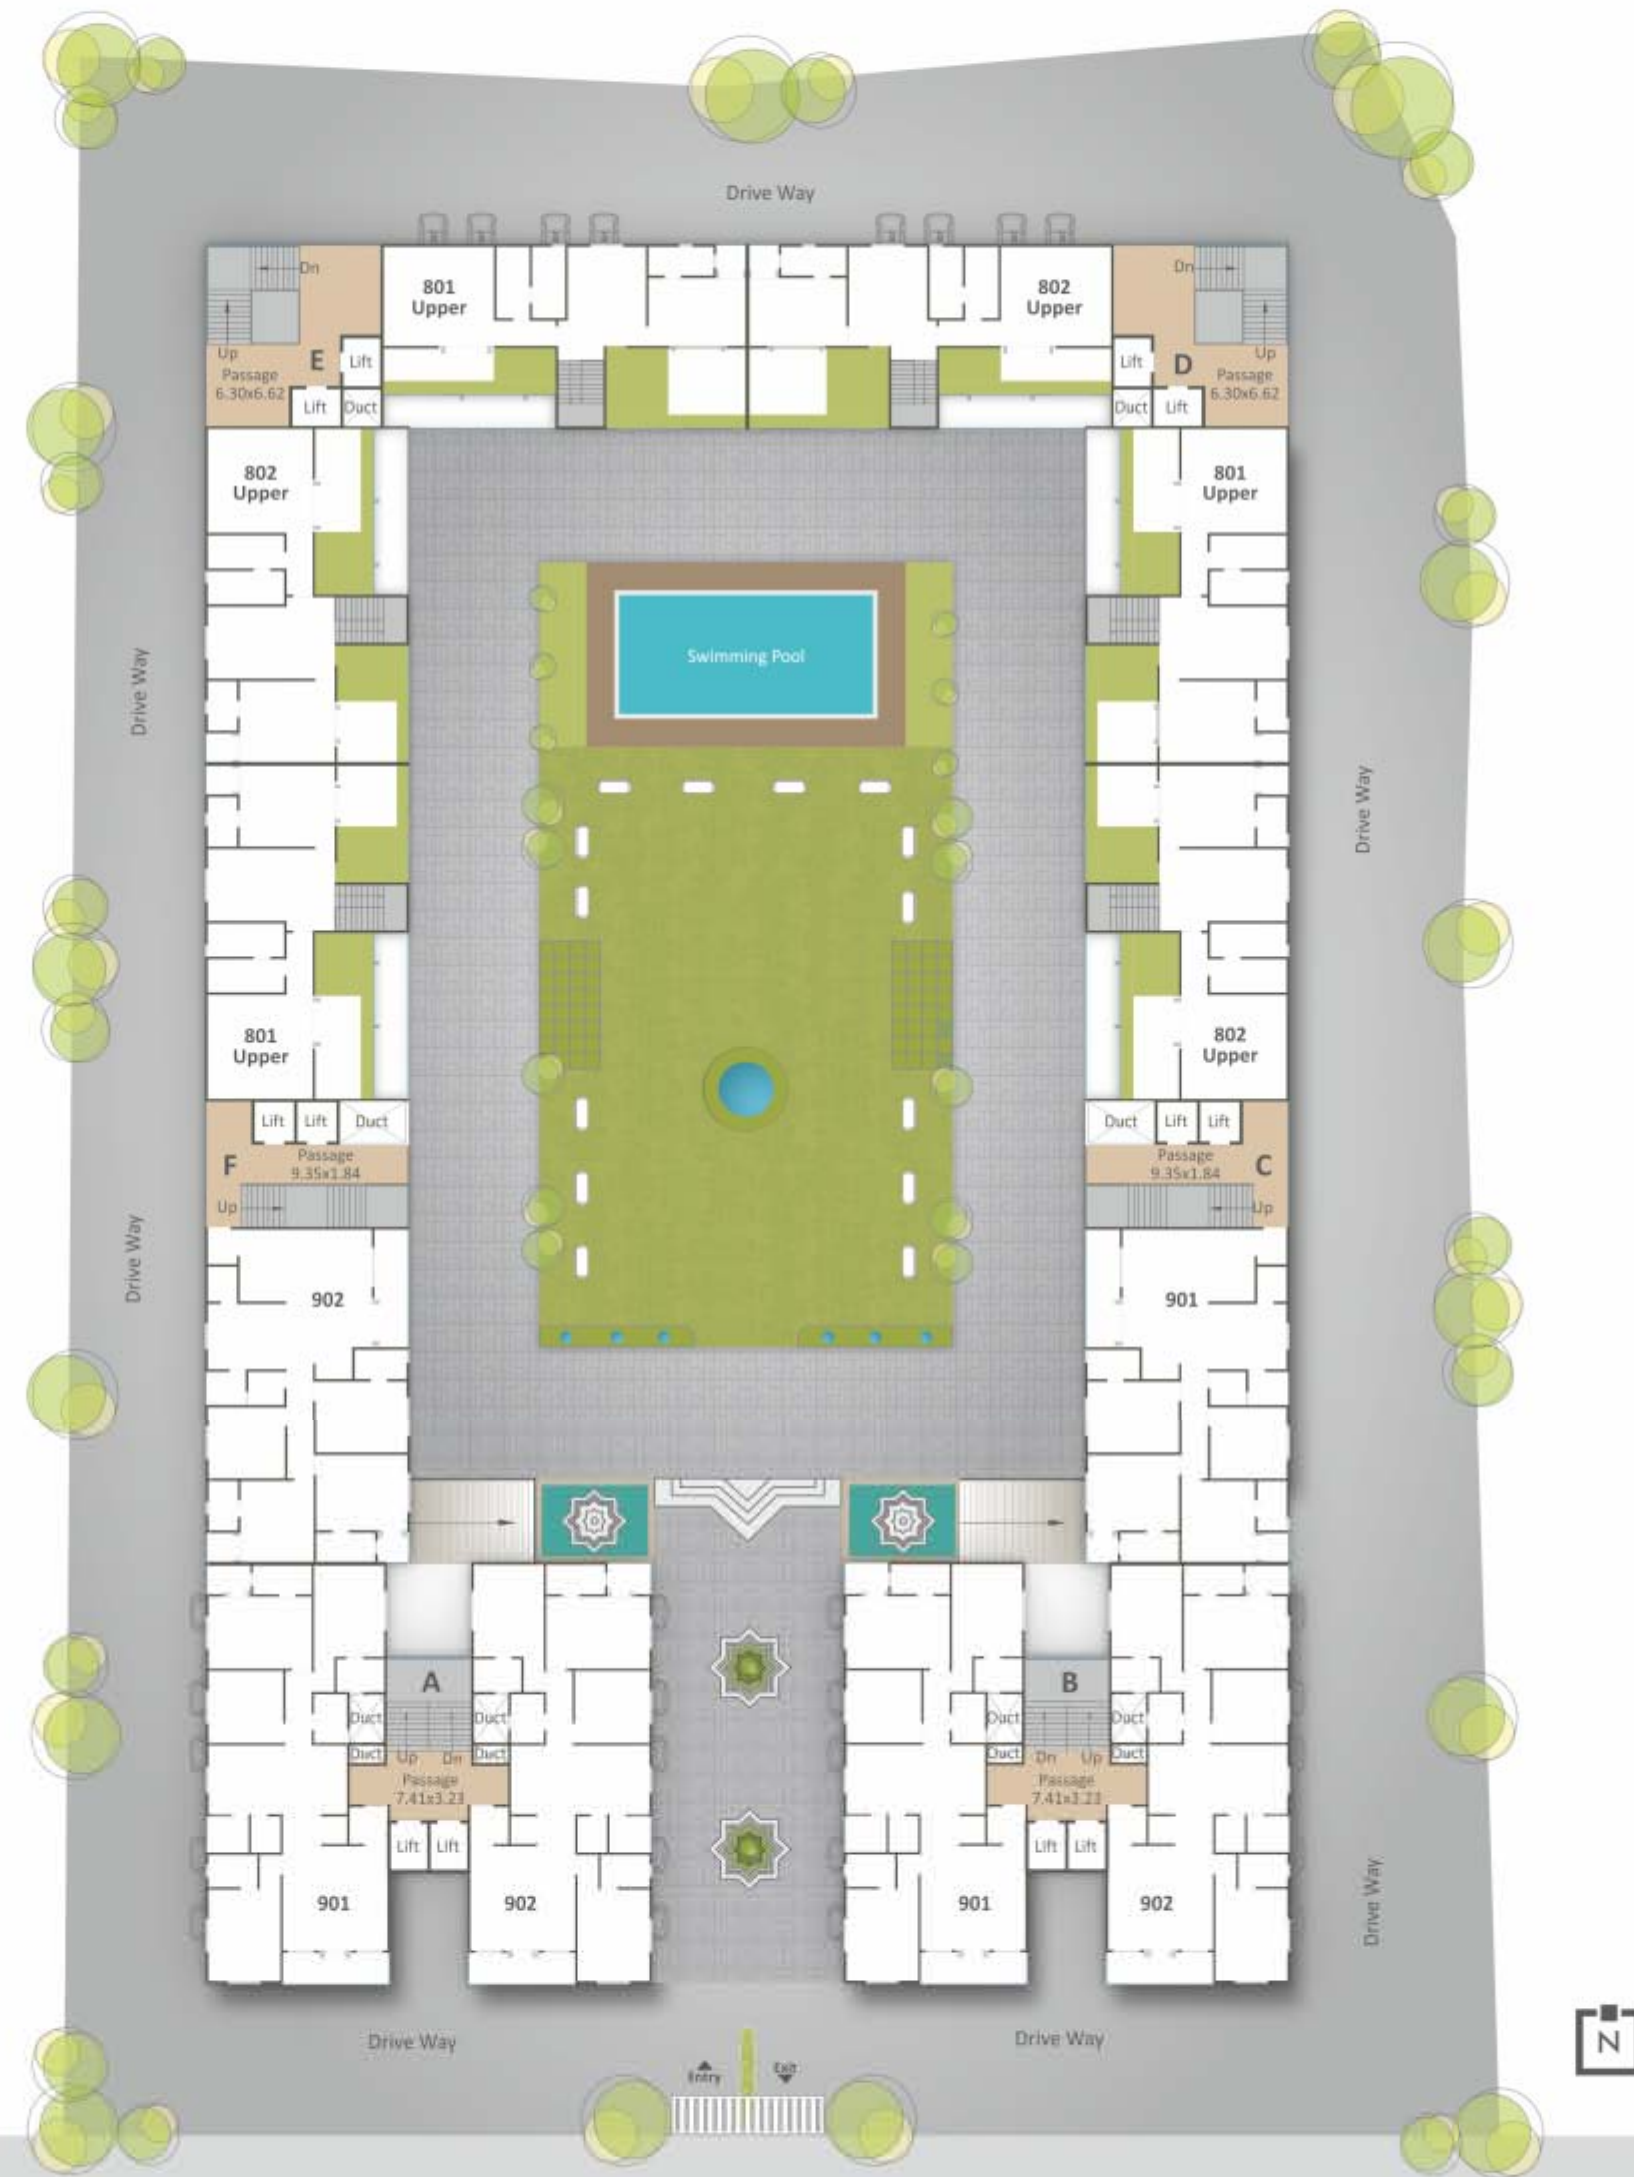 Drive Way
Dn
801
Upper
802
Upper
Dn
Up
E
Lift
Lift
D
Up
Passage
6.30x6.62
Passage
6.30x6.62
Lift
Duct
Duct
Lift
802
Upper
801
Upper
Swimming Pool
Drive Way
Drive Way
801
Upper
802
Upper
Lift
Lift
Duct
Duct
Lift
Lift
F
Passage
9.35x1.84
Passage
9.35x1.84
C
Up
Up
Drive Way
902
901
A
B
Duct
Duct
Duct
Duct
Duct
Duct
Duct
Duct
Up
Dn
Dn
Up
Passage
7.41x3.23
Passage
7.41x3.23
Lift
Lift
Lift
Lift
901
902
901
902
Drive Way
Drive Way
Drive Way
Entry
Exit
N